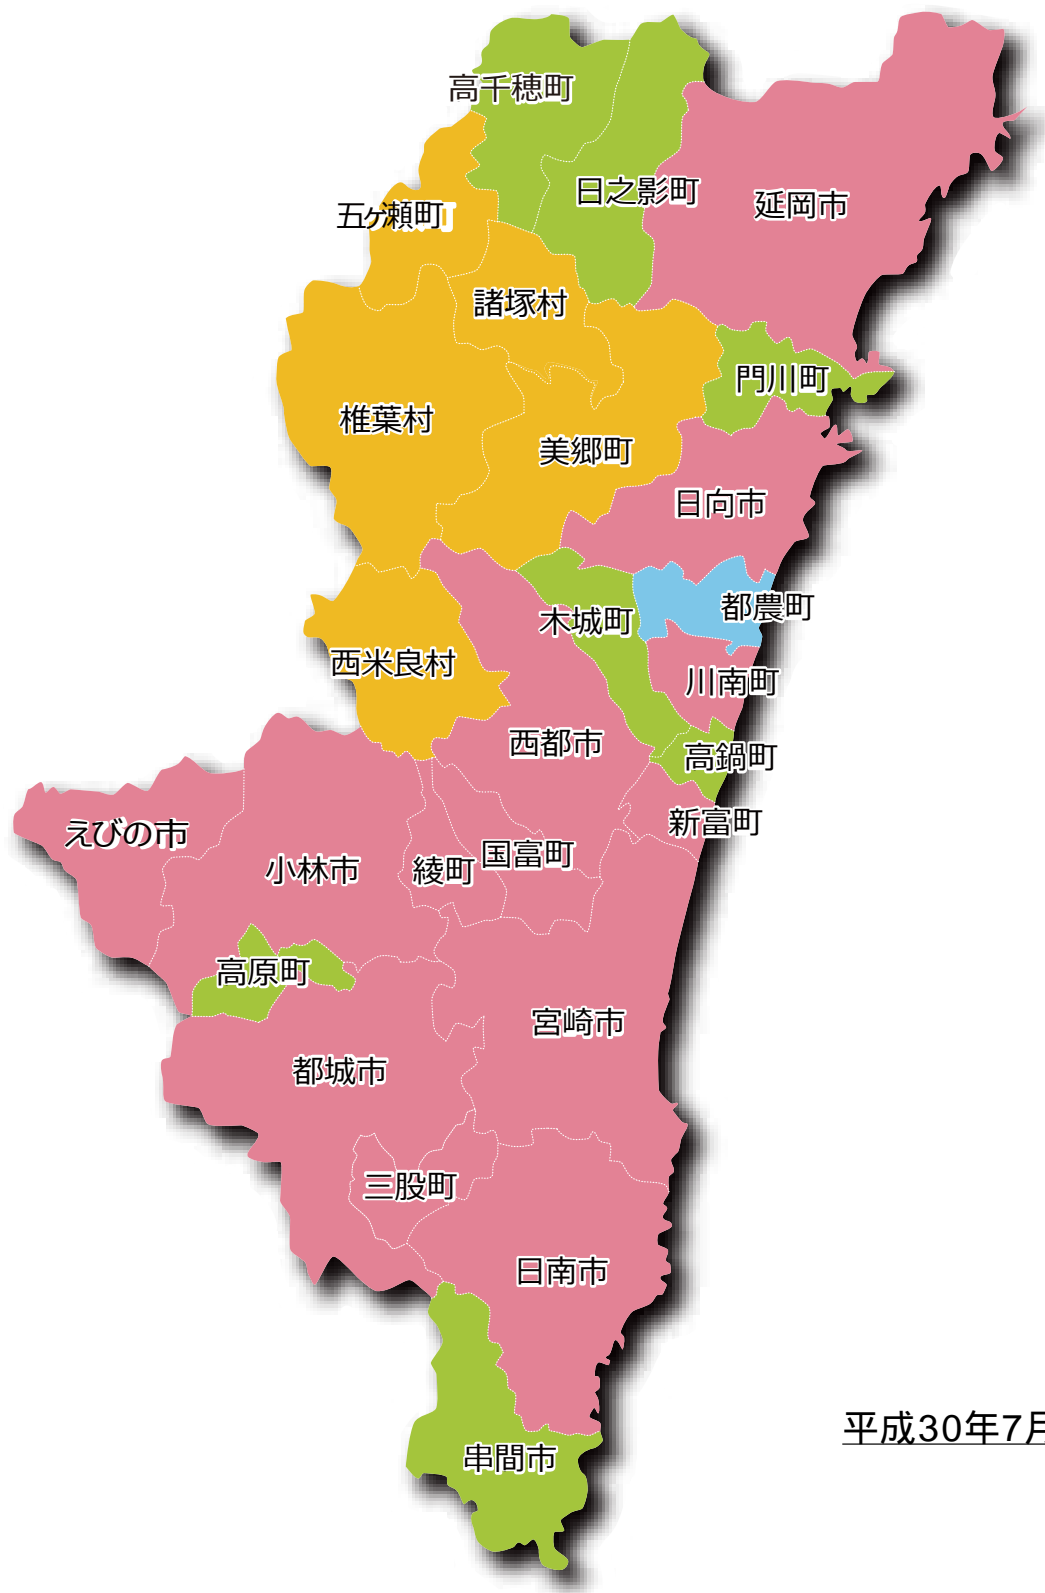 高千穂町
日之影町
延岡市
五ヶ瀬町
諸塚村
門川町
椎葉村
美郷町
日向市
都農町
木城町
西米良村
川南町
西都市
高鍋町
新富町
えびの市
国富町
小林市
綾町
高原町
宮崎市
都城市
三股町
日南市
平成30年7月
串間市